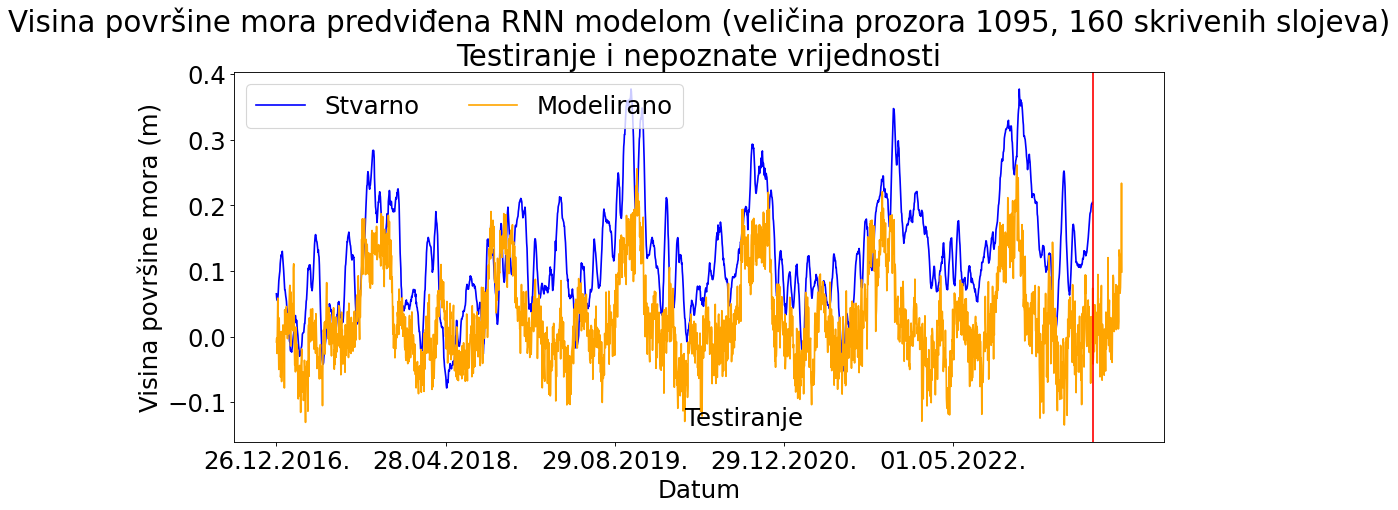 Visina površine mora predviđena RNN modelom (veličina prozora 1095, 160 skrivenih slojeva)
Testiranje i nepoznate vrijednosti
Stvarno Modelirano
Visina površine mora (m)
0.4
0.3
0.2
0.1
0.0
−0.1
Testiranje
26.12.2016. 28.04.2018. 29.08.2019. 29.12.2020. 01.05.2022.
Datum